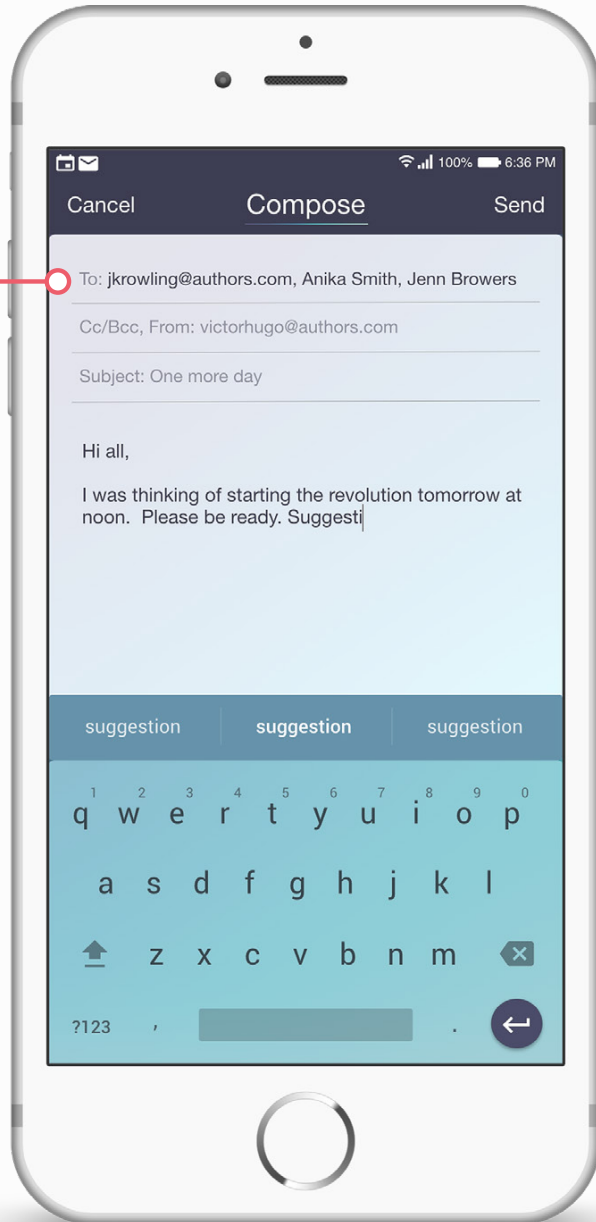 100% 6:36 PM
Cancel Compose Send
To: jkrowling@authors.com, Anika Smith, Jenn Browers
Cc/Bcc, From: victorhugo@authors.com
Subject: One more day
Hi all,
I was thinking of starting the revolution tomorrow at
noon.  Please be ready. Suggesti
suggestion suggestion suggestion
1 2 3 4 5 6 7 8 9 0
q w e r t y u i o p
a s d f g h j k l
z x c v b n m
?123 , .